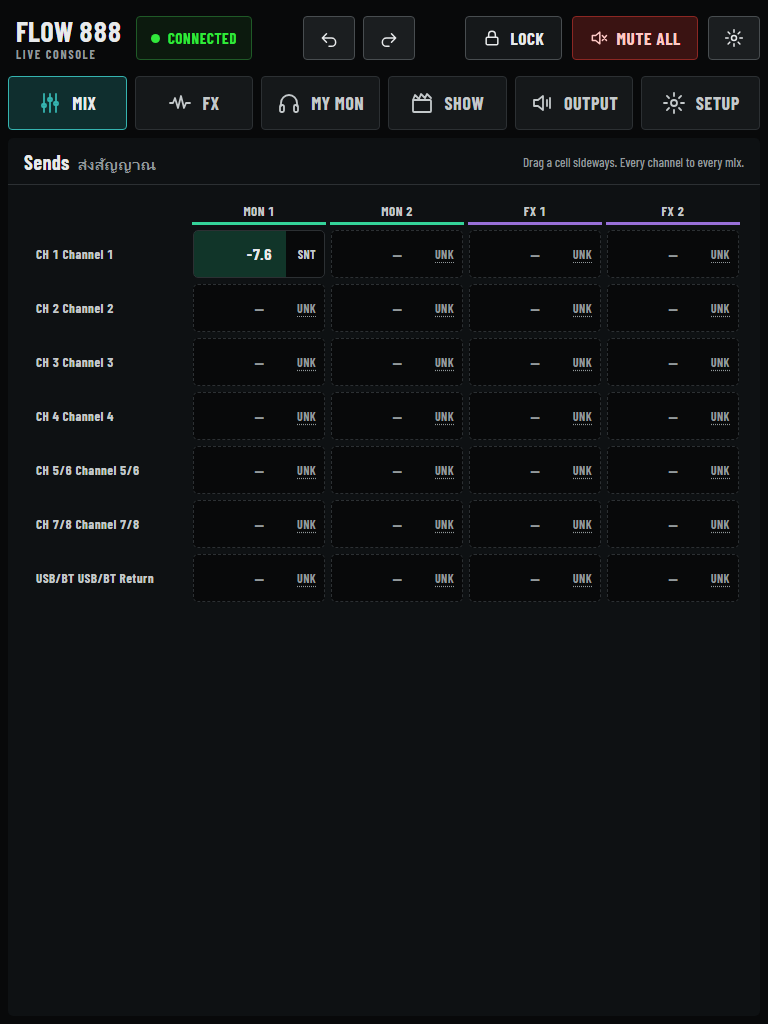 FLOW 888
LIVE CONSOLE
CONNECTED
LOCK
MUTE ALL
MIX
FX
MY MON
SHOW
OUTPUT
SETUP
Sends ส่งสัญญาณ
Drag a cell sideways. Every channel to every mix.
MON 1 MON 2 FX 1 FX 2
CH 1 Channel 1 -7.6 SNT – UNK – UNK – UNK
CH 2 Channel 2 – UNK – UNK – UNK – UNK
CH 3 Channel 3 – UNK – UNK – UNK – UNK
CH 4 Channel 4 – UNK – UNK – UNK – UNK
CH 5/6 Channel 5/6 – UNK – UNK – UNK – UNK
CH 7/8 Channel 7/8 – UNK – UNK – UNK – UNK
USB/BT USB/BT Return – UNK – UNK – UNK – UNK